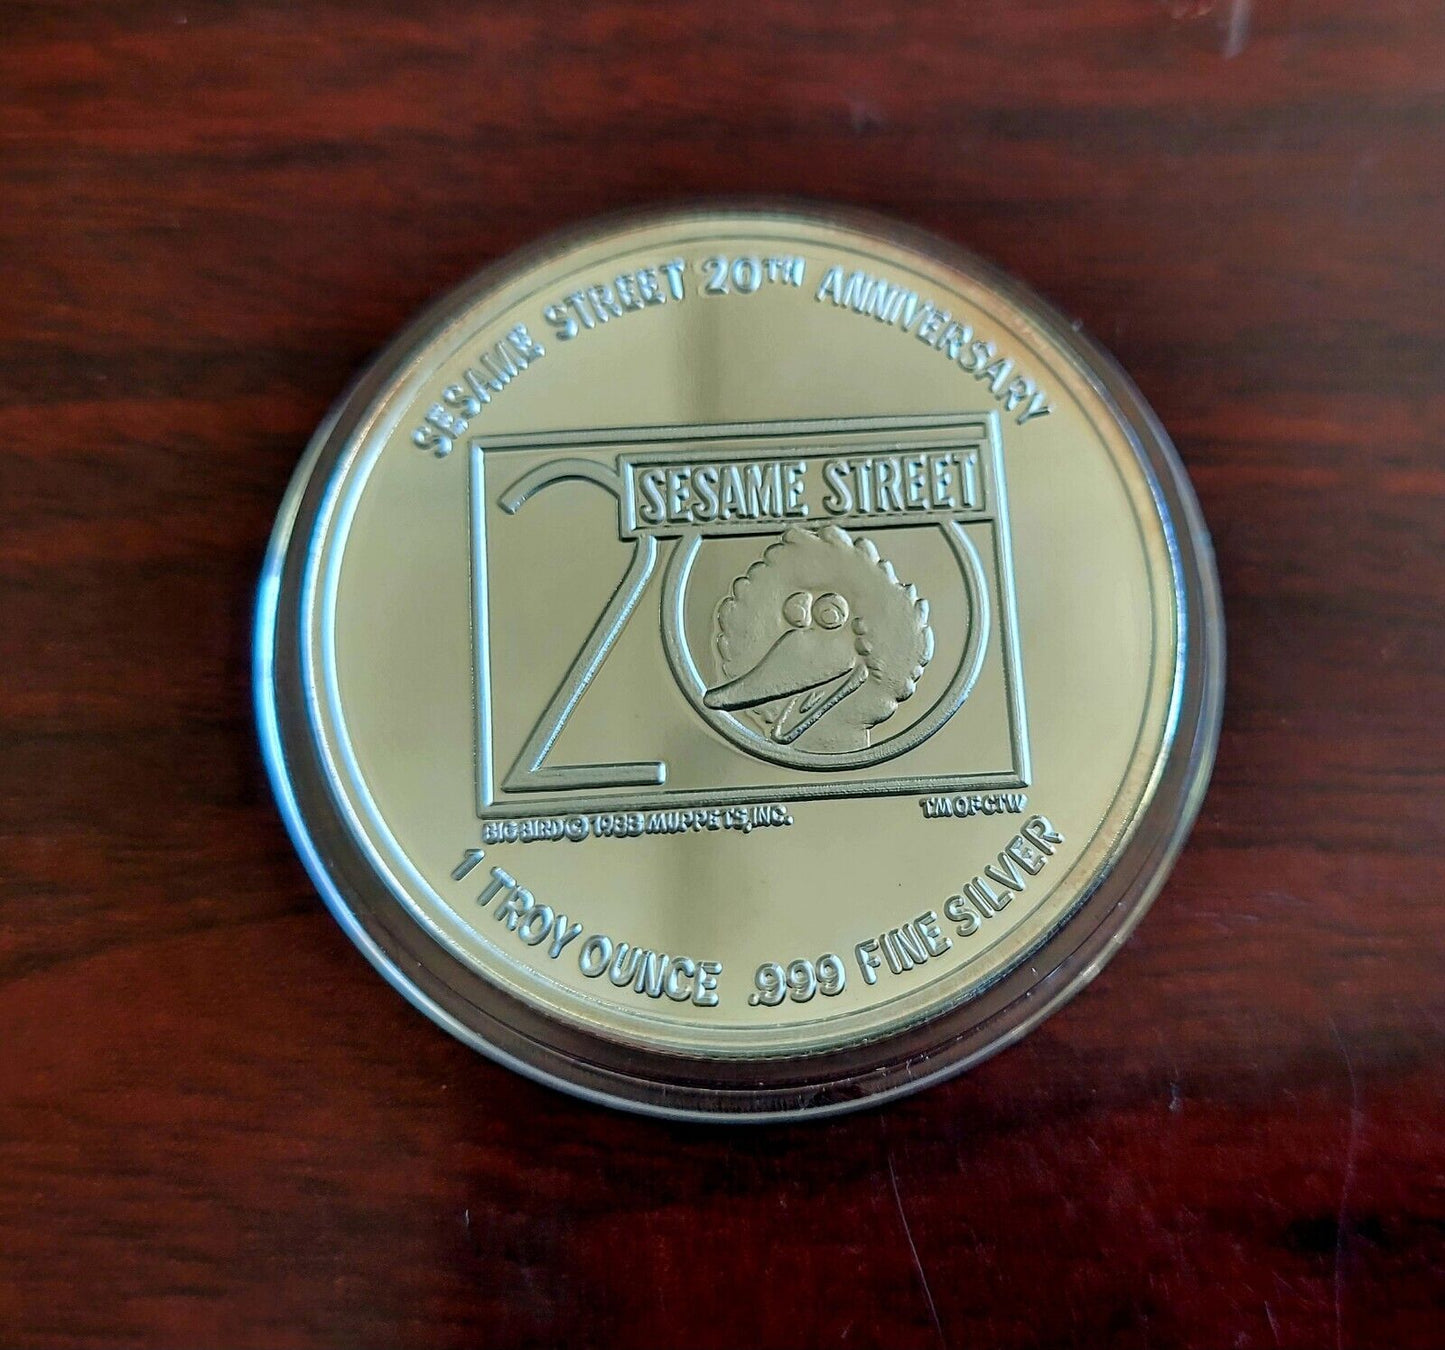 SESAME STREET 20TH ANNIVERSARY
20
SESAME STREET
BIG BIRD © 1988 MUPPETS, INC.
TM OF CTW
1 TROY OUNCE .999 FINE SILVER